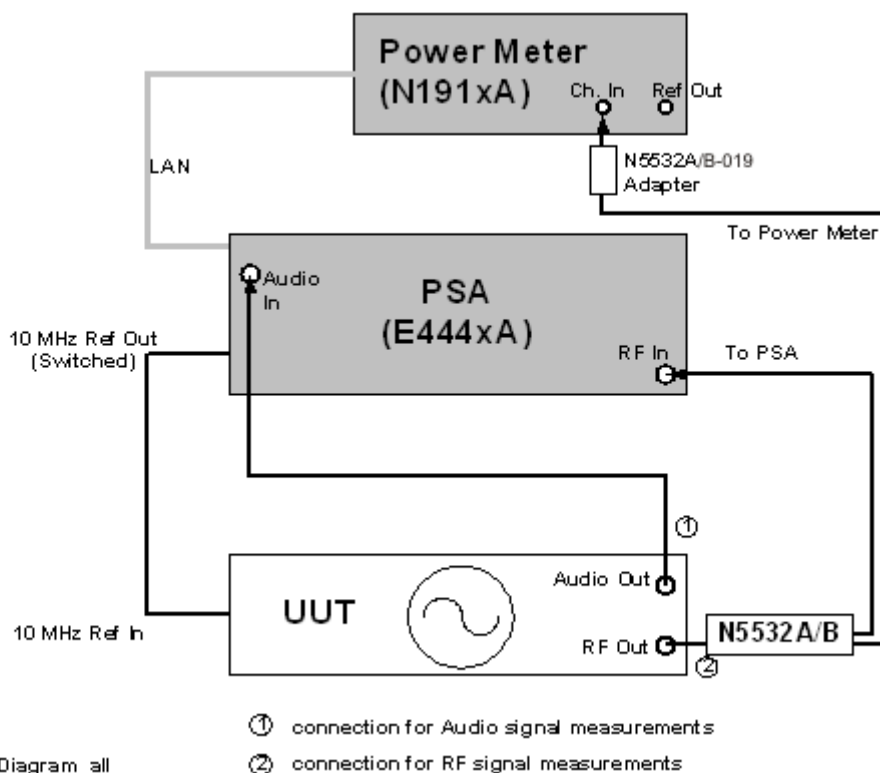 Power Meter
(N191xA)
Ch. In
Ref Out
N5532A/B-019
Adapter
LAN
To Power Meter
Audio
In
PSA
(E444xA)
10 MHz Ref Out
(Switched)
RF In
To PSA
1
UUT
Audio Out
10 MHz Ref In
RF Out
N5532A/B
2
1 connection for Audio signal measurements
2 connection for RF signal measurements
Diagram all